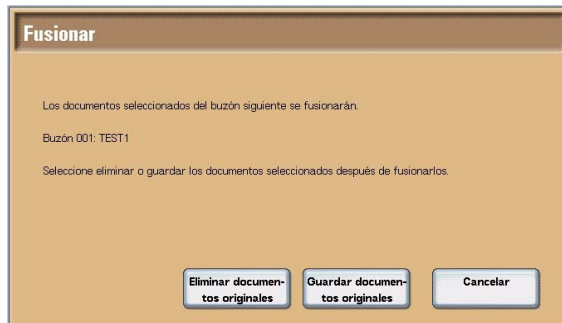 Fusionar
Los documentos seleccionados del buzón siguiente se fusionarán.
Buzón 001: TEST1
Seleccione eliminar o guardar los documentos seleccionados después de fusionarlos.
Eliminar documen-
tos originales
Guardar documen-
tos originales
Cancelar